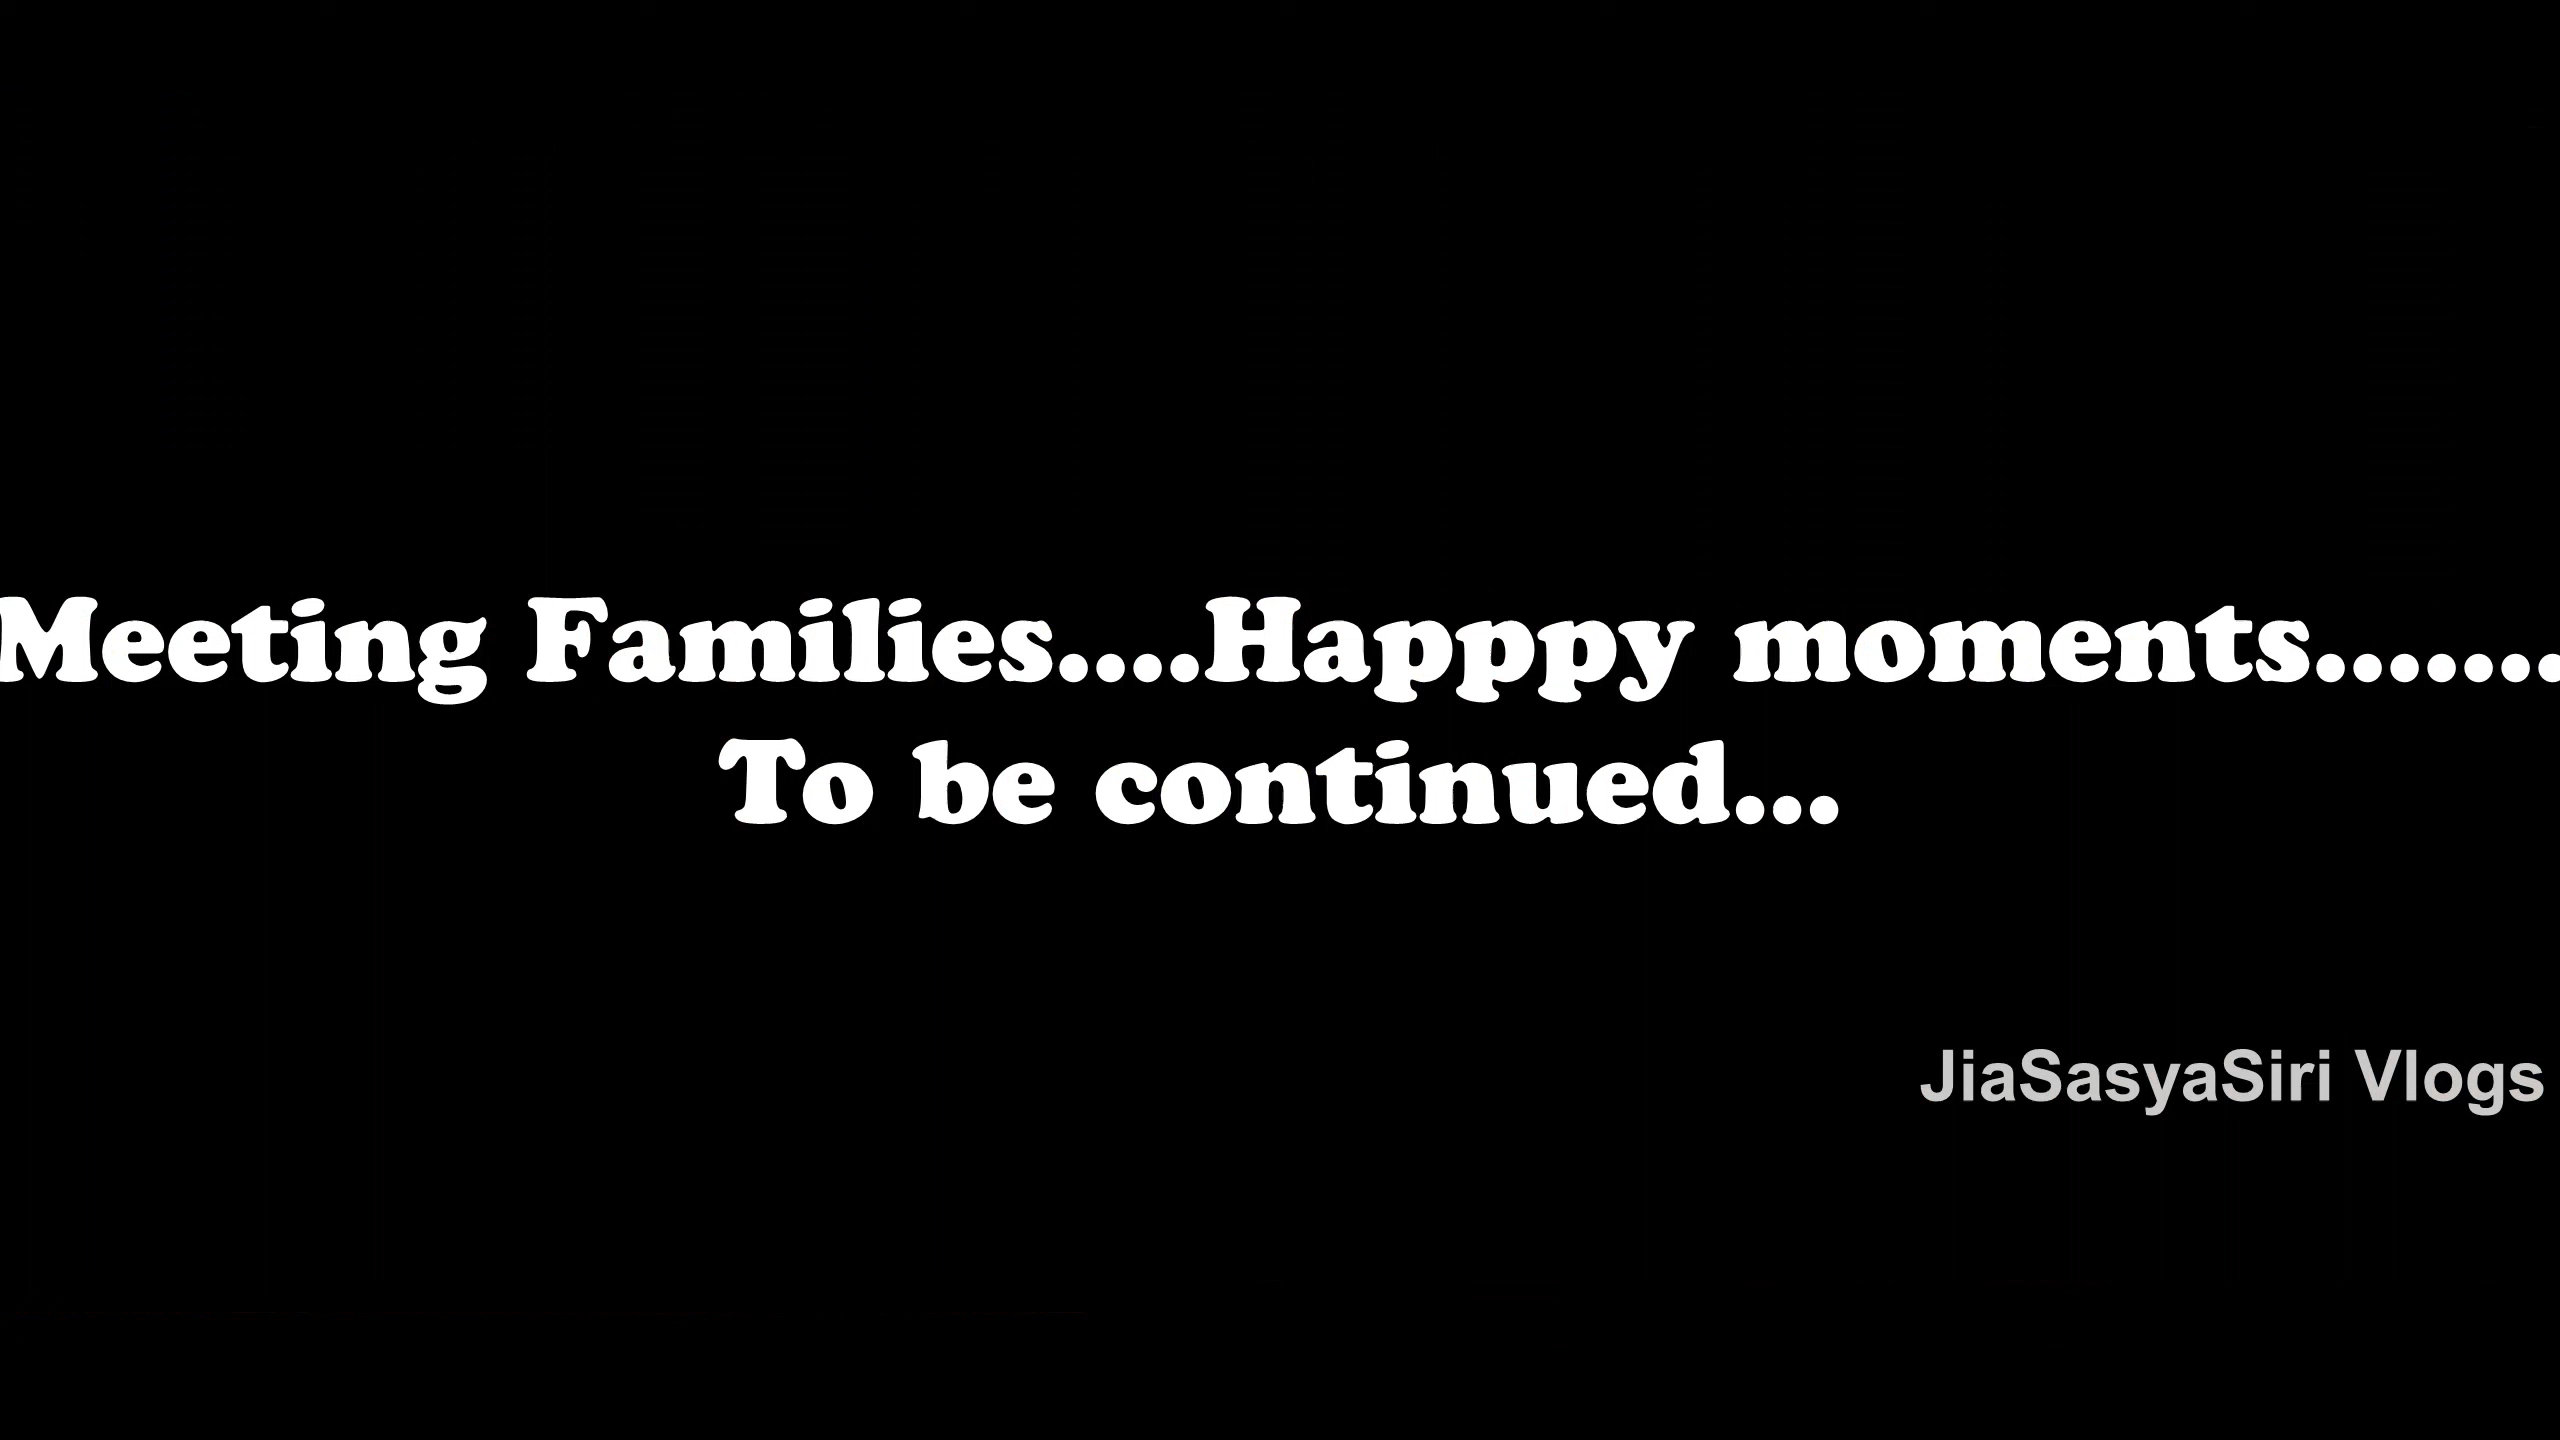 Meeting Families....Happpy moments.......
To be continued...
JiaSasyaSiri Vlogs